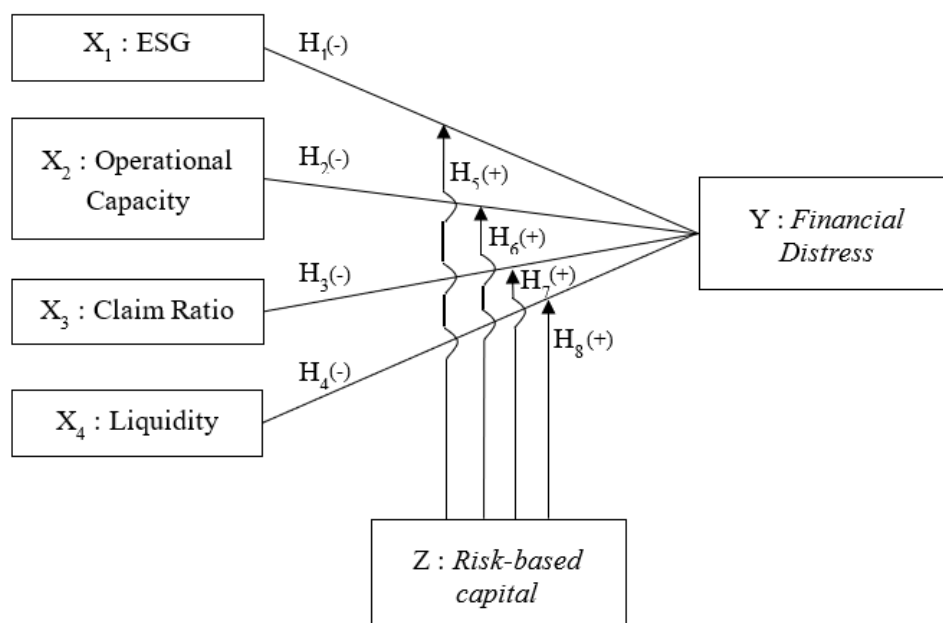 X₁ : ESG
H₁(-)
X₂ : Operational
Capacity
H₂(-)
H₅(+)
Y : Financial
Distress
H₆(+)
X₃ : Claim Ratio
H₃(-)
H₇(+)
H₈(+)
X₄ : Liquidity
H₄(-)
Z : Risk-based
capital